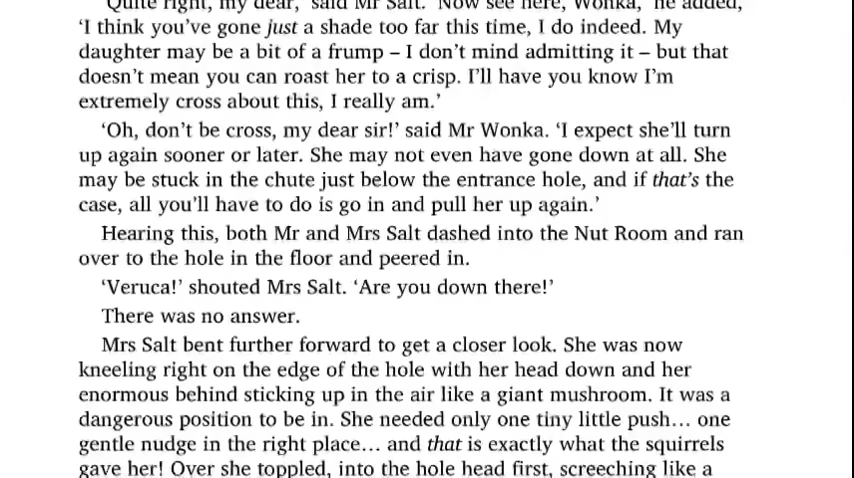 ‘Quite right, my dear,’ said Mr Salt. ‘Now see here, Wonka,’ he added,
‘I think you’ve gone just a shade too far this time, I do indeed. My
daughter may be a bit of a frump – I don’t mind admitting it – but that
doesn’t mean you can roast her to a crisp. I’ll have you know I’m
extremely cross about this, I really am.’
‘Oh, don’t be cross, my dear sir!’ said Mr Wonka. ‘I expect she’ll turn
up again sooner or later. She may not even have gone down at all. She
may be stuck in the chute just below the entrance hole, and if that’s the
case, all you’ll have to do is go in and pull her up again.’
Hearing this, both Mr and Mrs Salt dashed into the Nut Room and ran
over to the hole in the floor and peered in.
‘Veruca!’ shouted Mrs Salt. ‘Are you down there!’
There was no answer.
Mrs Salt bent further forward to get a closer look. She was now
kneeling right on the edge of the hole with her head down and her
enormous behind sticking up in the air like a giant mushroom. It was a
dangerous position to be in. She needed only one tiny little push… one
gentle nudge in the right place… and that is exactly what the squirrels
gave her! Over she toppled, into the hole head first, screeching like a